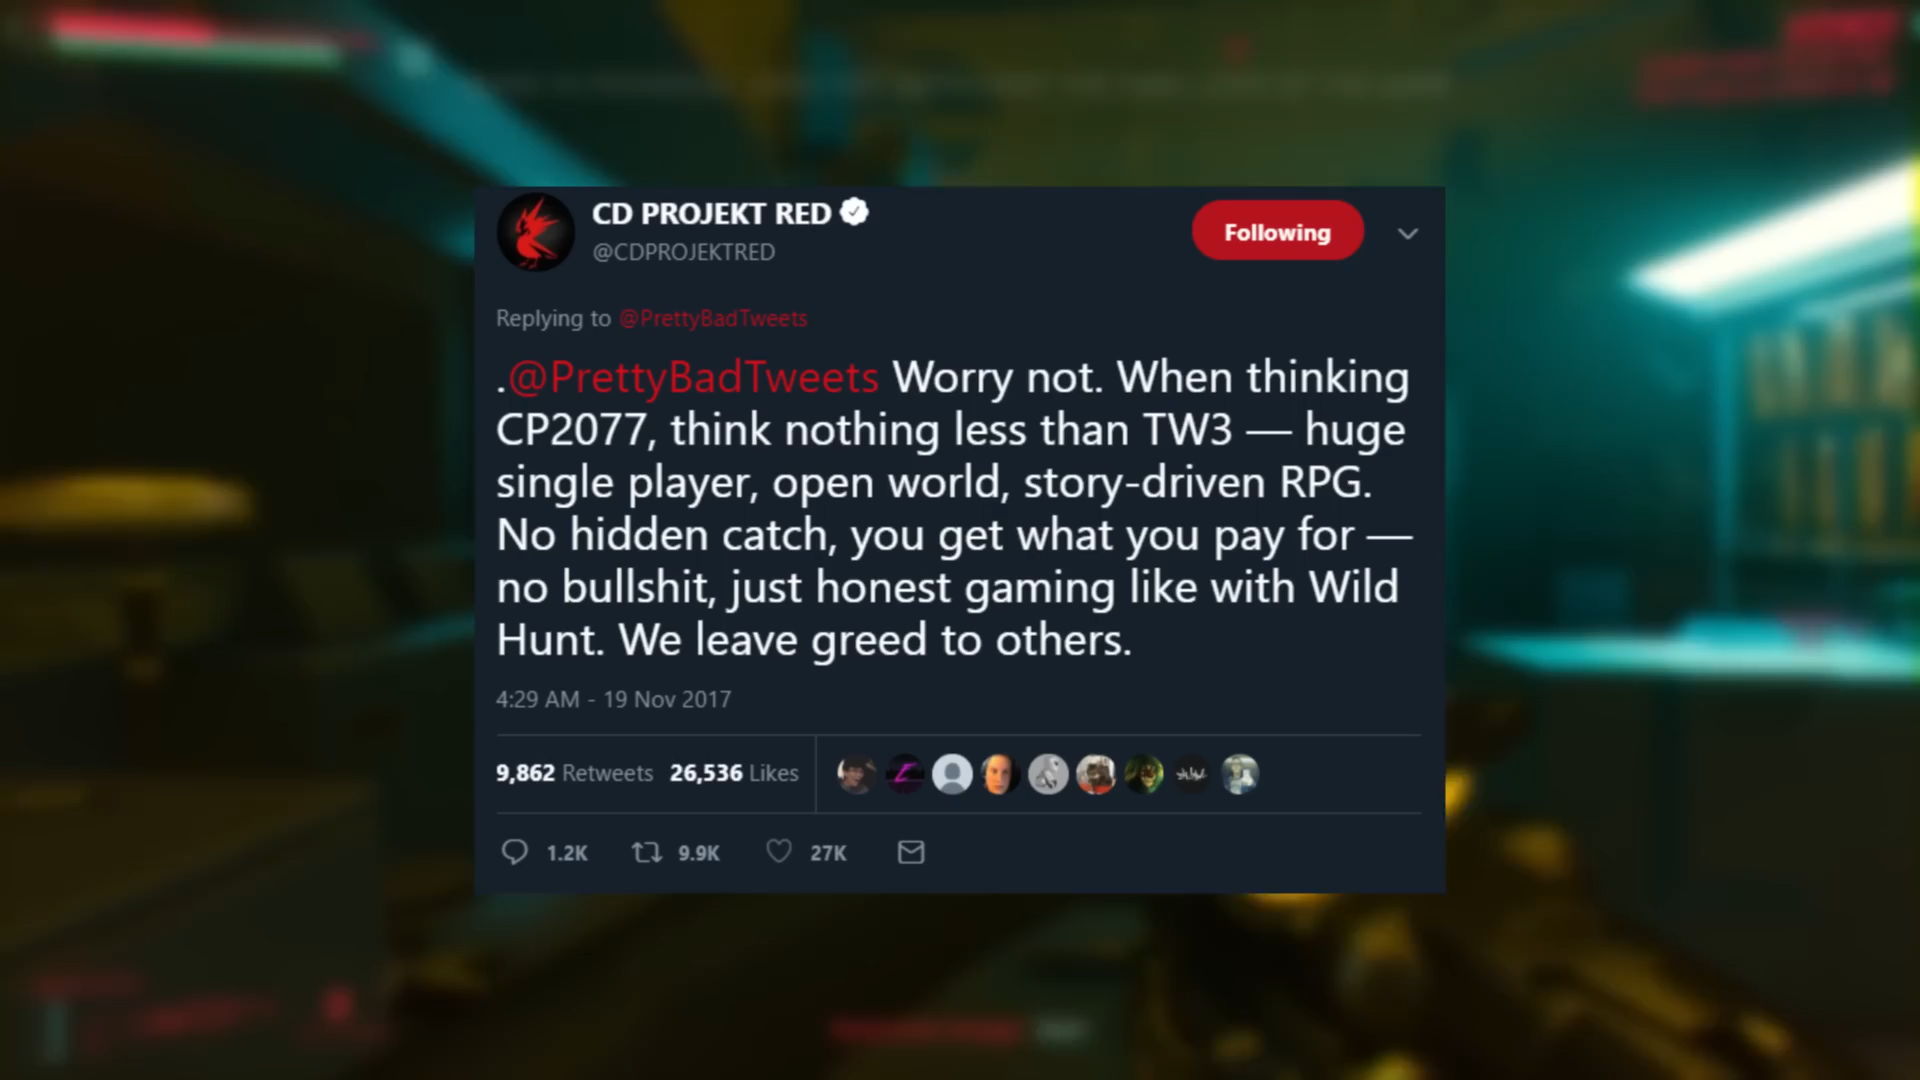 CD PROJEKT RED
@CDPROJEKTRED
Following
Replying to @PrettyBadTweets
.@PrettyBadTweets Worry not. When thinking
CP2077, think nothing less than TW3 — huge
single player, open world, story-driven RPG.
No hidden catch, you get what you pay for —
no bullshit, just honest gaming like with Wild
Hunt. We leave greed to others.
4:29 AM - 19 Nov 2017
9,862 Retweets 26,536 Likes
1.2K 9.9K 27K